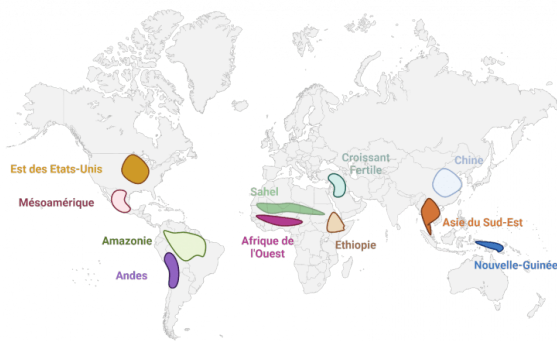 Est des Etats-Unis
Mésoamérique
Amazonie
Andes
Sahel
Afrique de
l'Ouest
Croissant
Fertile
Ethiopie
Chine
Asie du Sud-Est
Nouvelle-Guinée